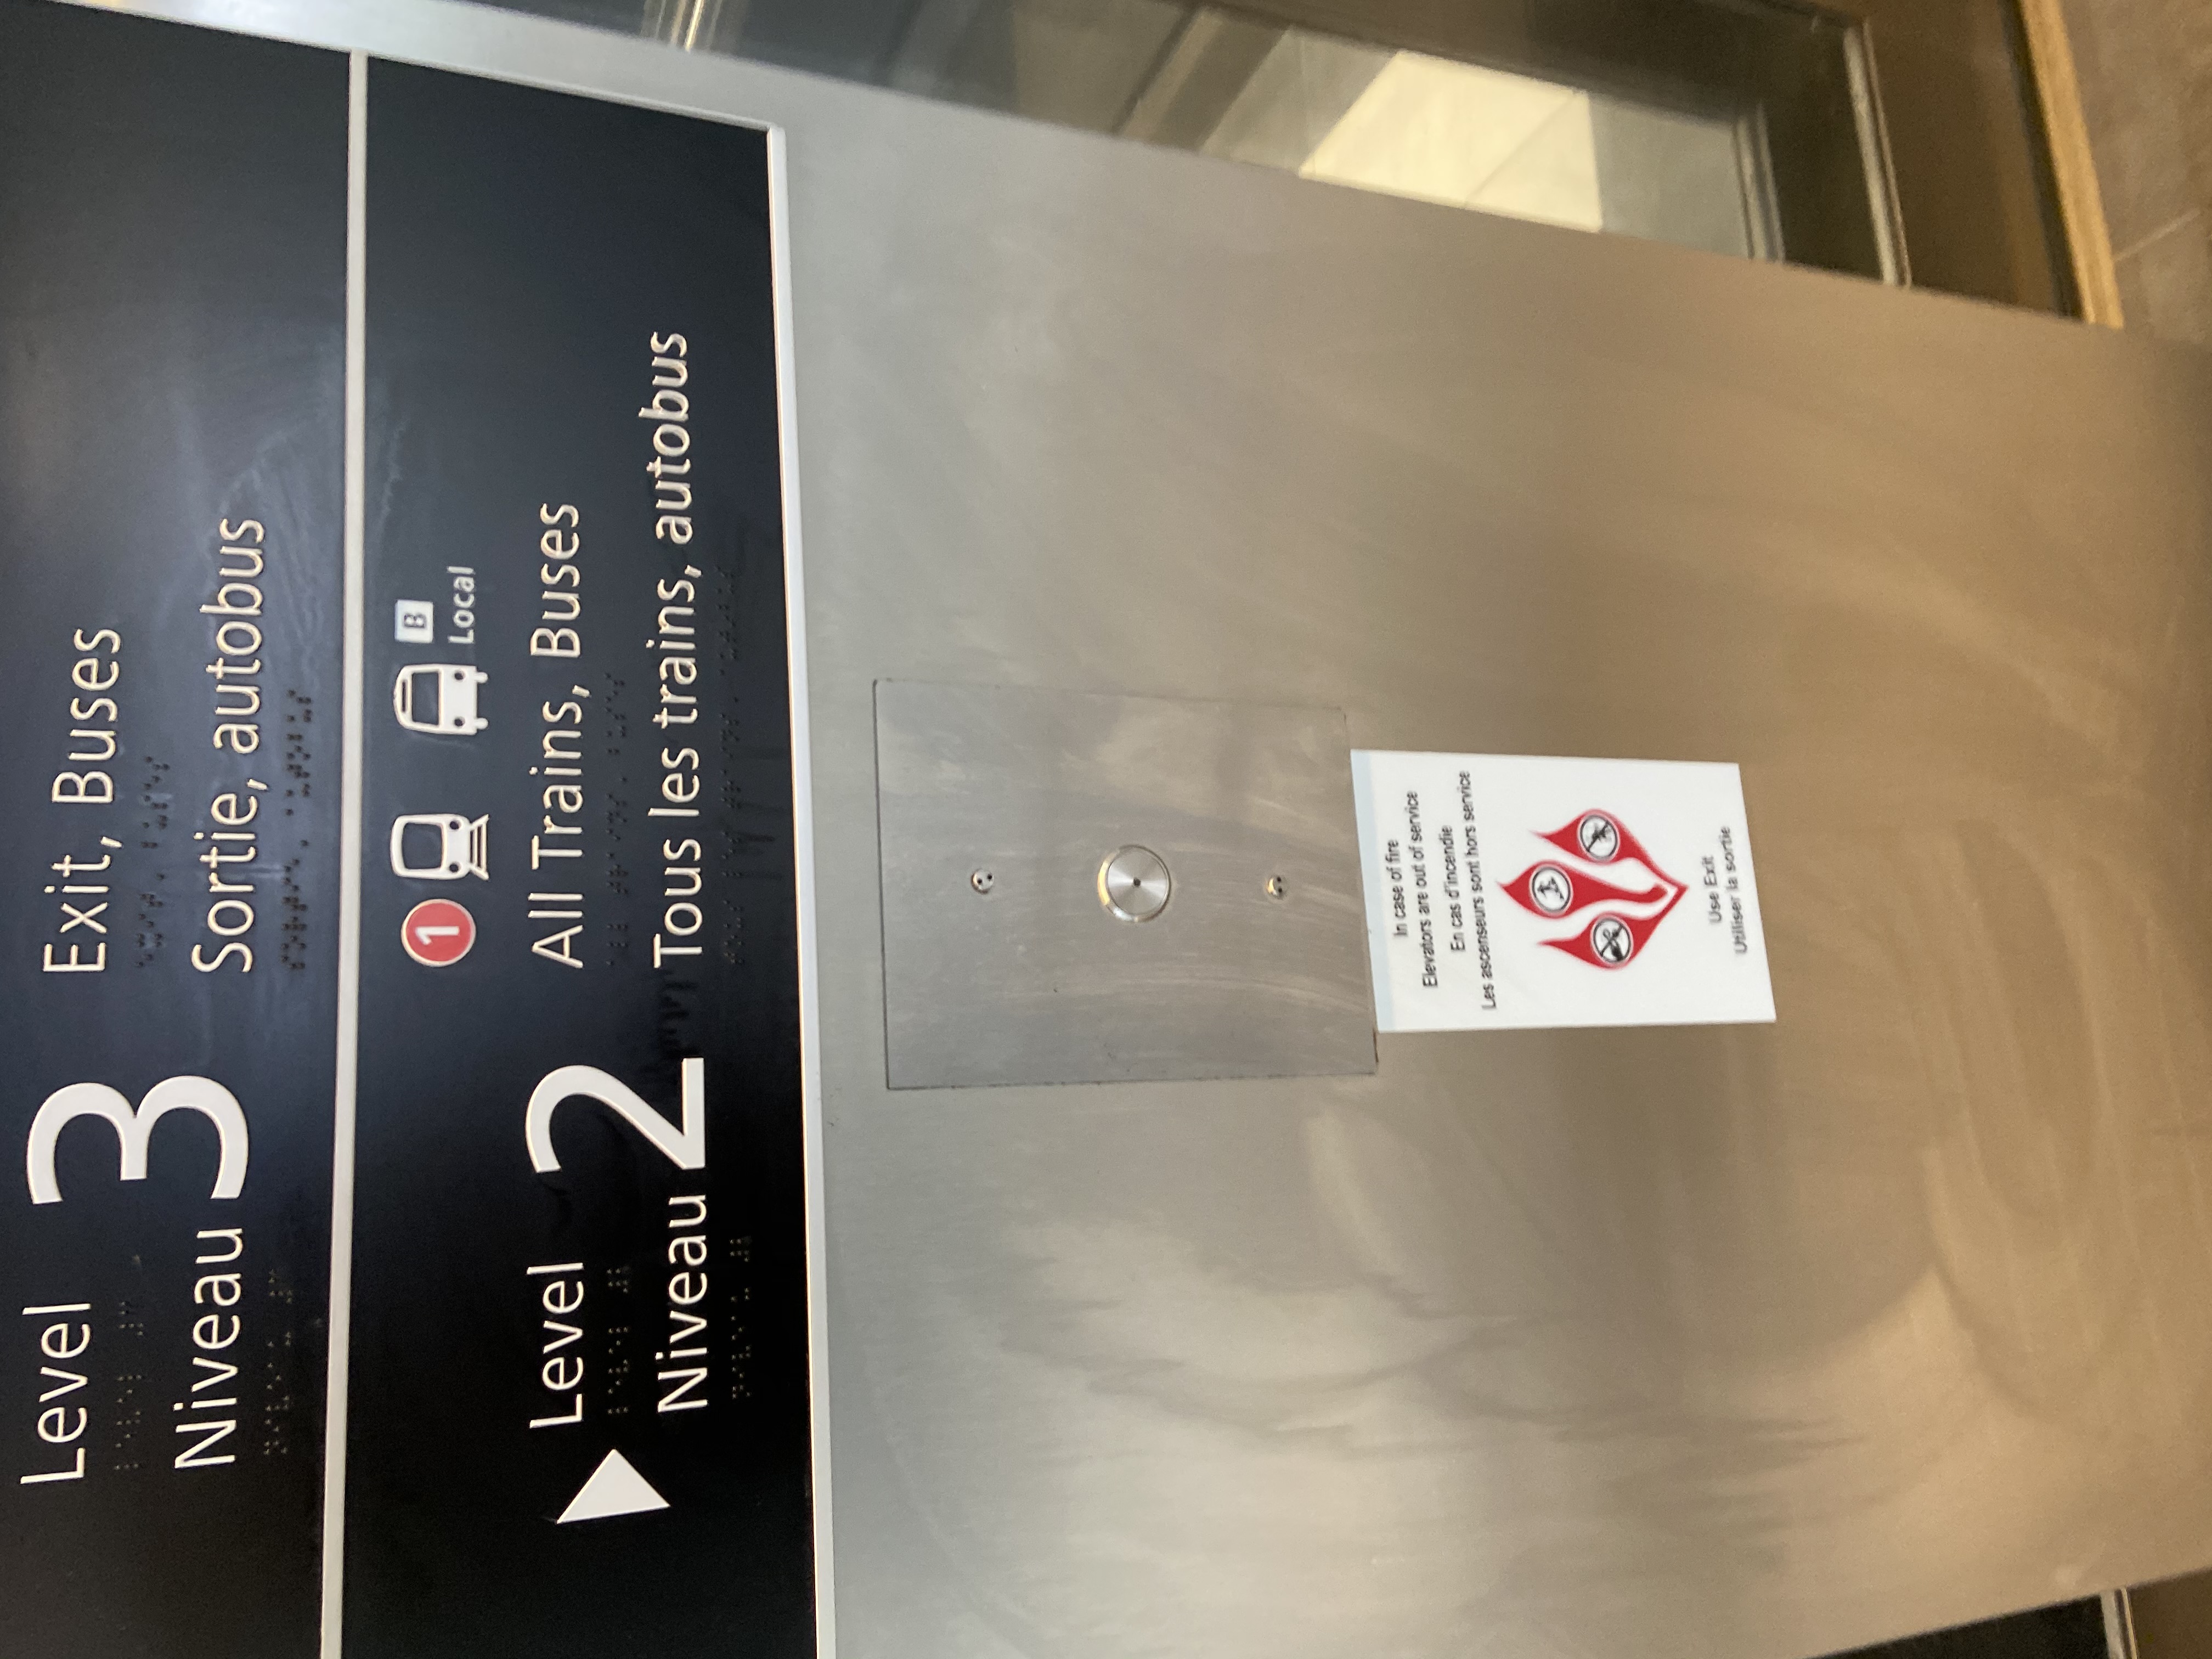 Level
Niveau
3
Exit, Buses
Sortie, autobus
1
B
Local
Level
Niveau
2
All Trains, Buses
Tous les trains, autobus
In case of fire
Elevators are out of service
En cas d'incendie
Les ascenseurs sont hors service
Use Exit
Utiliser la sortie